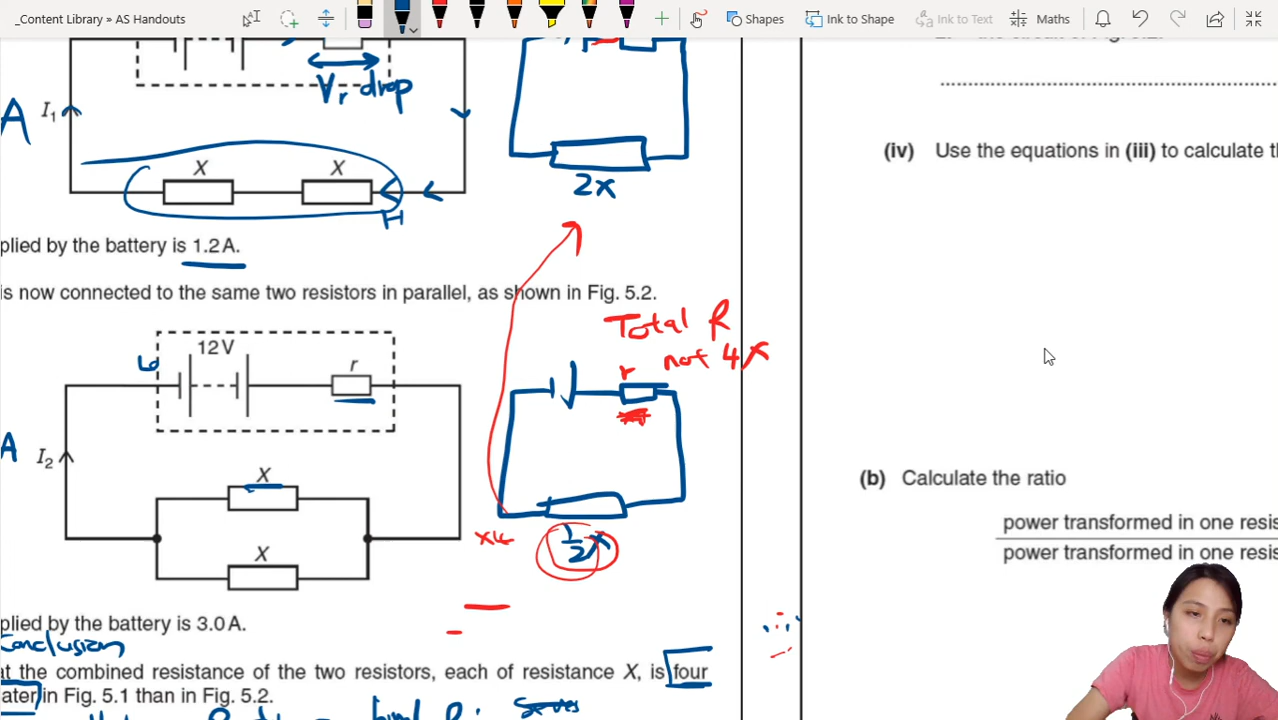 _Content Library » AS Handouts
Shapes
Ink to Shape
Ink to Text
Maths
Vr drop
A
I1
X X
2x
plied by the battery is 1.2A.
is now connected to the same two resistors in parallel, as shown in Fig. 5.2.
Total R
not 4X
12V
r
r
A
I2
X
X
x4
1/2 x
plied by the battery is 3.0A.
Conclusion
at the combined resistance of the two resistors, each of resistance X, is four
ater in Fig. 5.1 than in Fig. 5.2.
(iv) Use the equations in (iii) to calculate t
(b) Calculate the ratio
power transformed in one resis
power transformed in one resis